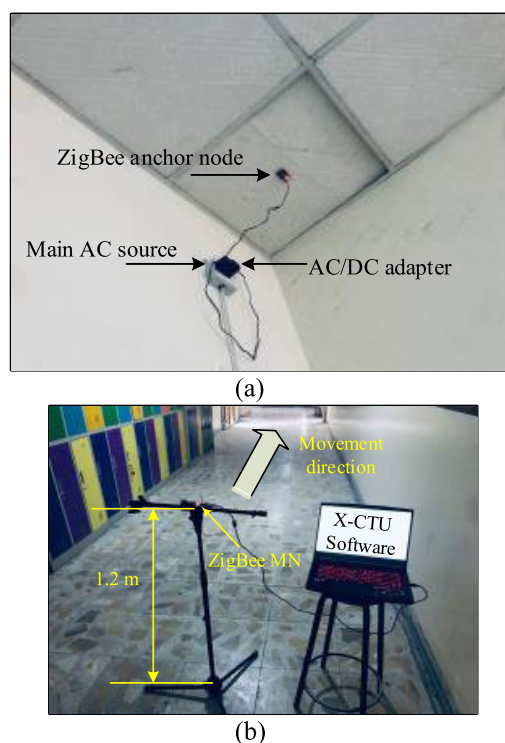 ZigBee anchor node
Main AC source
AC/DC adapter
(a)
Movement
direction
X-CTU
Software
ZigBee MN
1.2 m
(b)